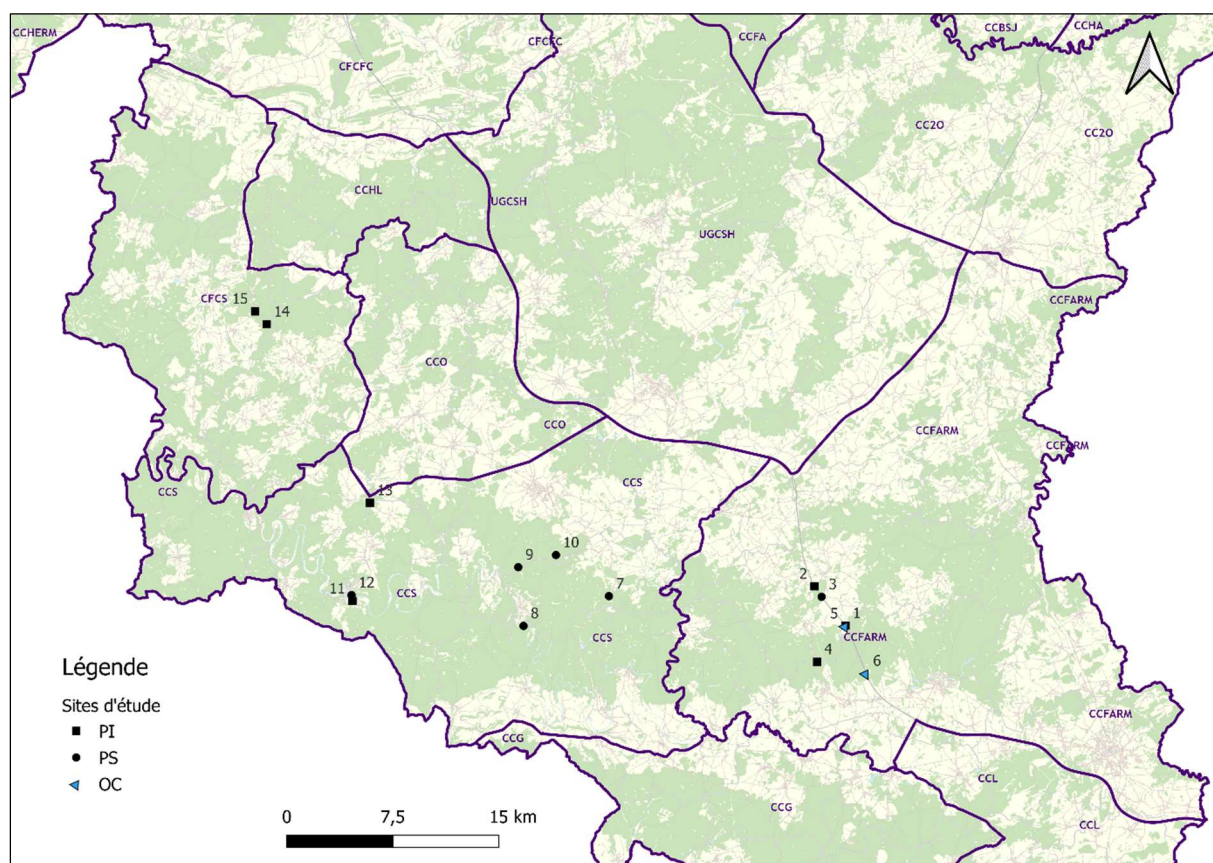 CCHERM
CFCFC
CFCFC
CCFA
CCBSJ
CCHA
CC2O
CC2O
CCHL
UGCSH
UGCSH
CCFARM
CFCS
15
14
CCO
CCO
CCFARM
CCFARM
CCS
CCS
13
9
10
2
3
11
12
CCS
7
8
5
1
CCFARM
CCS
4
6
CCFARM
CCG
CCL
CCG
CCL
Légende
Sites d'étude
PI
PS
OC
0 7,5 15 km